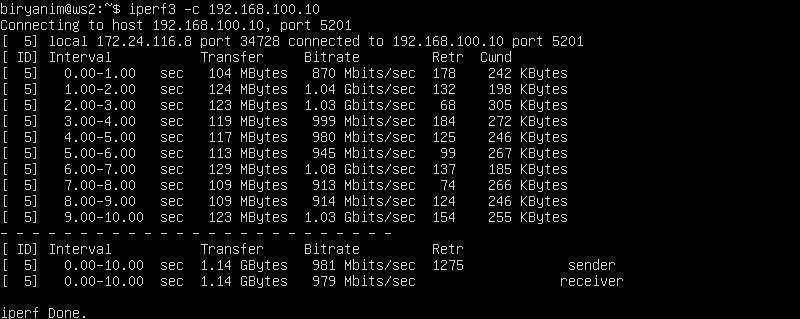 biryanim@ws2:~$ iperf3 -c 192.168.100.10
Connecting to host 192.168.100.10, port 5201
[  5] local 172.24.116.8 port 34728 connected to 192.168.100.10 port 5201
[ ID] Interval           Transfer     Bitrate         Retr  Cwnd
[  5]   0.00-1.00   sec   104 MBytes   870 Mbits/sec  178    242 KBytes
[  5]   1.00-2.00   sec   124 MBytes  1.04 Gbits/sec  132    198 KBytes
[  5]   2.00-3.00   sec   123 MBytes  1.03 Gbits/sec   68    305 KBytes
[  5]   3.00-4.00   sec   119 MBytes   999 Mbits/sec  184    272 KBytes
[  5]   4.00-5.00   sec   117 MBytes   980 Mbits/sec  125    246 KBytes
[  5]   5.00-6.00   sec   113 MBytes   945 Mbits/sec   99    267 KBytes
[  5]   6.00-7.00   sec   129 MBytes  1.08 Gbits/sec  137    185 KBytes
[  5]   7.00-8.00   sec   109 MBytes   913 Mbits/sec   74    266 KBytes
[  5]   8.00-9.00   sec   109 MBytes   914 Mbits/sec  124    246 KBytes
[  5]   9.00-10.00  sec   123 MBytes  1.03 Gbits/sec  154    255 KBytes
- - - - - - - - - - - - - - - - - - - - - - - - -
[ ID] Interval           Transfer     Bitrate         Retr
[  5]   0.00-10.00  sec  1.14 GBytes   981 Mbits/sec  1275             sender
[  5]   0.00-10.00  sec  1.14 GBytes   979 Mbits/sec                  receiver
iperf Done.